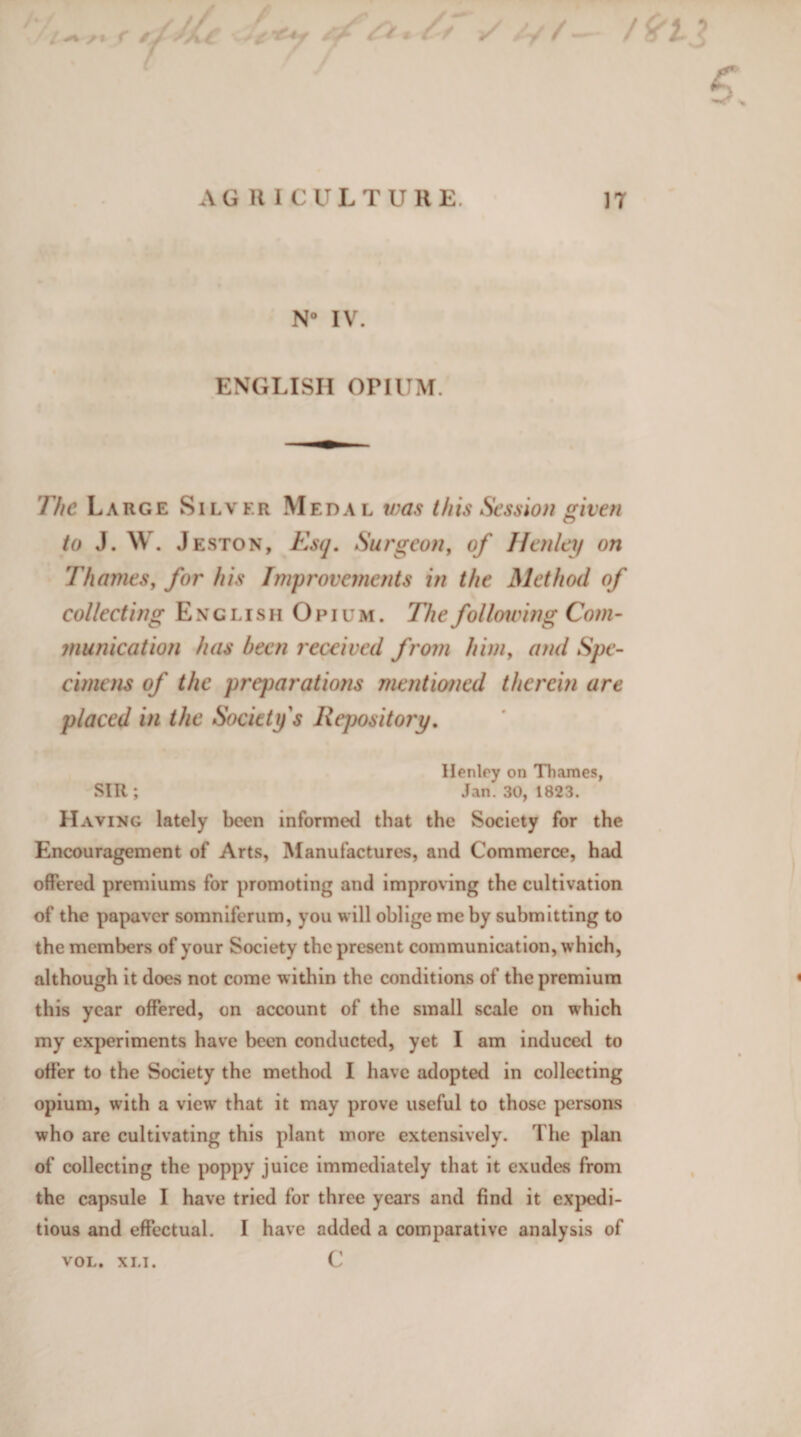 Trans of the Socy of Arts V 41 — 1823
5.
AGRICULTURE. 17
N° IV.
ENGLISH OPIUM.
The LARGE SILVER MEDAL was this Session given
to J. W. JESTON, Esq. Surgeon, of Henley on
Thames, for his Improvements in the Method of
collecting ENGLISH OPIUM. The following Com-
munication has been received from him, and Spe-
cimens of the preparations mentioned therein are
placed in the Society's Repository.
Henley on Thames,
SIR; Jan. 30, 1823.
HAVING lately been informed that the Society for the
Encouragement of Arts, Manufactures, and Commerce, had
offered premiums for promoting and improving the cultivation
of the papaver somniferum, you will oblige me by submitting to
the members of your Society the present communication, which,
although it does not come within the conditions of the premium
this year offered, on account of the small scale on which
my experiments have been conducted, yet I am induced to
offer to the Society the method I have adopted in collecting
opium, with a view that it may prove useful to those persons
who are cultivating this plant more extensively. The plan
of collecting the poppy juice immediately that it exudes from
the capsule I have tried for three years and find it expedi-
tious and effectual. I have added a comparative analysis of
VOL. XLI. C